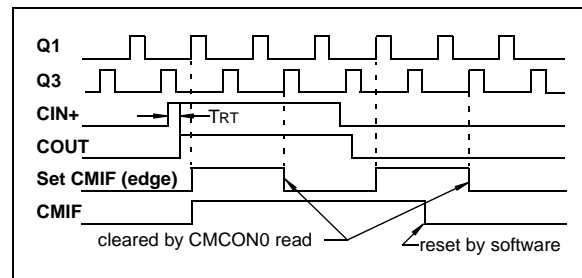 Q1
Q3
CIN+
TRT
COUT
Set CMIF (edge)
CMIF
cleared by CMCON0 read
reset by software